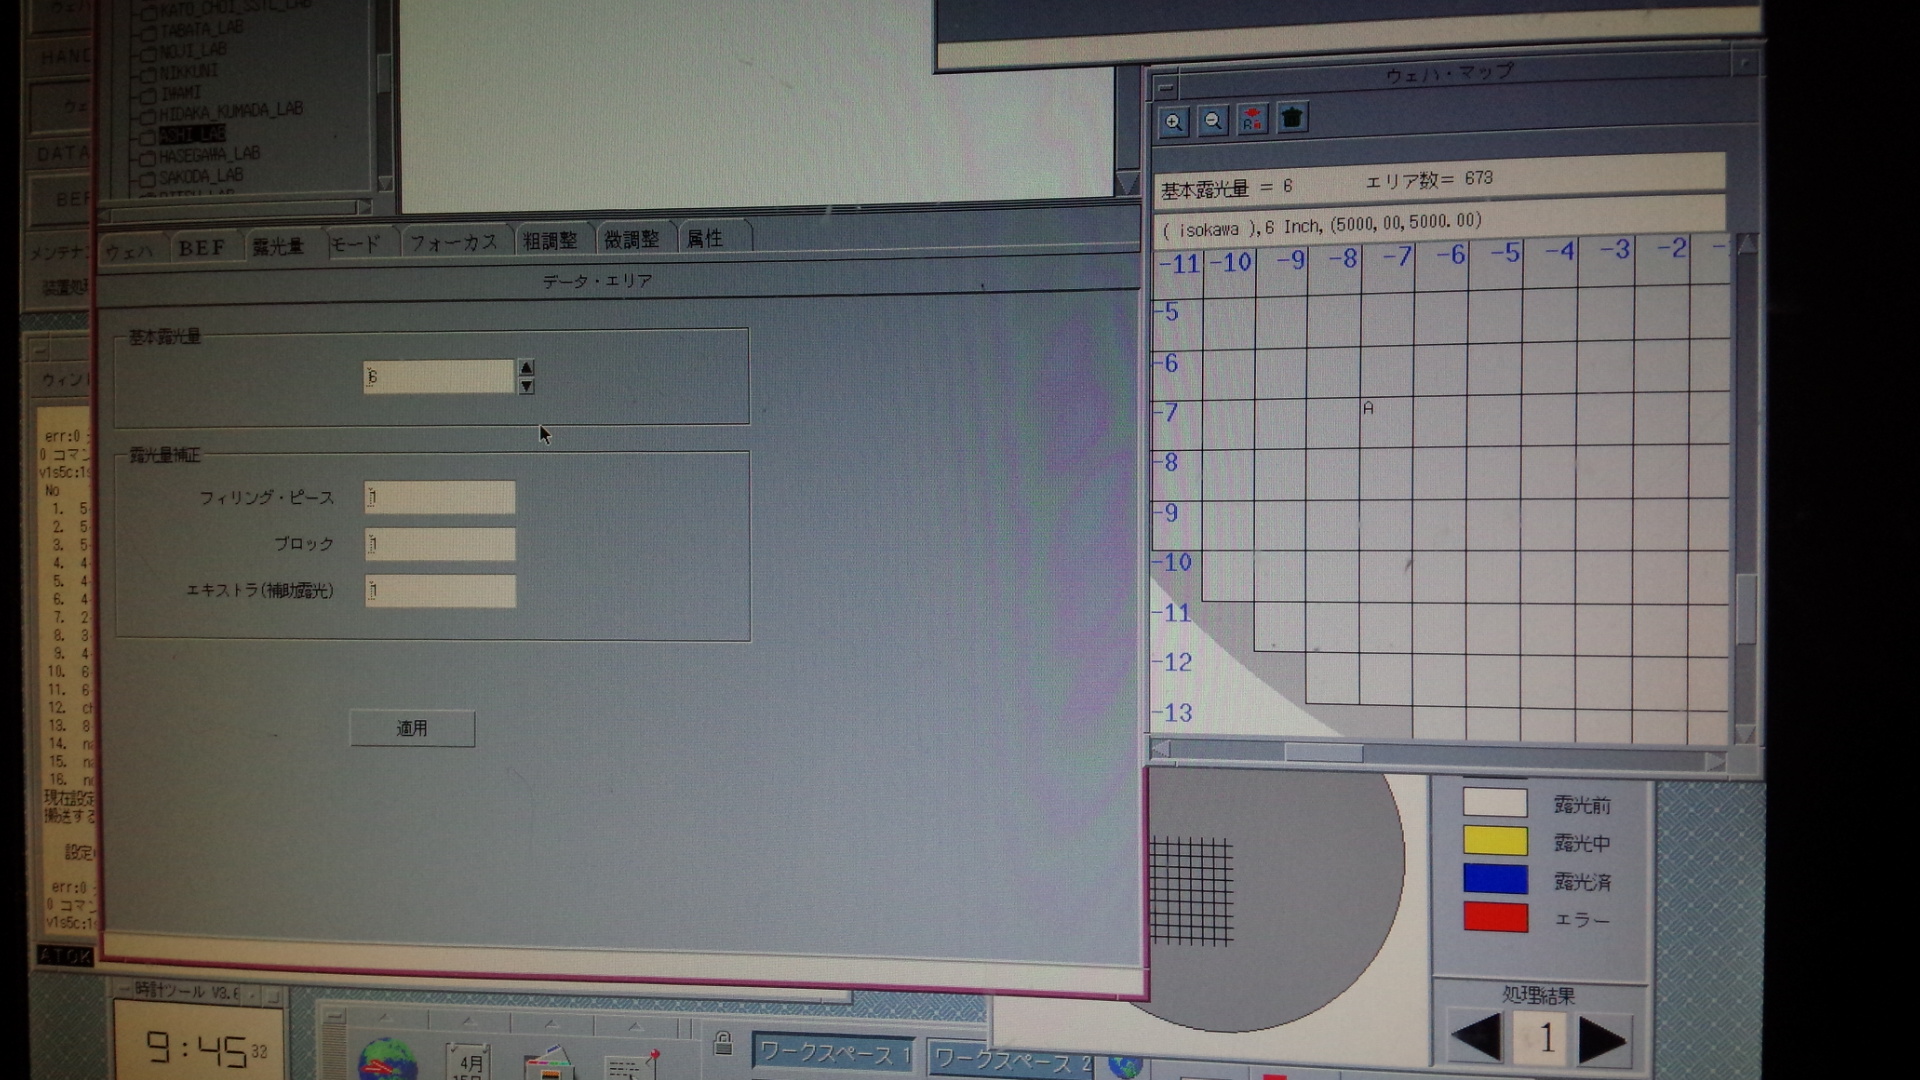 KATO_CHOI_SSTL_LAB
TABATA_LAB
NOJI_LAB
NIKKUNI
IWAMI
HIDAKA_KUMADA_LAB
ASHI_LAB
HASEGAWA_LAB
SAKODA_LAB
HAND
DATA
BEF
メンテナ
装置処理
ウェハ
BEF
露光量
モード
フォーカス
粗調整
微調整
属性
データ・エリア
基本露光量
6
露光量補正
フィリング・ピース 1
ブロック 1
エキストラ(補助露光) 1
適用
ウェハ・マップ
基本露光量 = 6 エリア数= 673
( isokawa ),6 Inch,(5000,00,5000.00)
-11 -10 -9 -8 -7 -6 -5 -4 -3 -2
-5
-6
-7 A
-8
-9
-10
-11
-12
-13
露光前
露光中
露光済
エラー
処理結果
1
ウィン
err:0
0 コマン
v1s5c:1s
No
1. 5
2. 5
3. 5
4. 4
5. 4
6. 4
7. 2
8. 3
9. 4
10. 6
11. 6
12. ch
13. 8
14. na
15. na
16. no
現在設定
搬送する
設定
err:0
0 コマン
v1s5c:1s
ATOK
時計ツール V3.6
9:45 32
4月
ワークスペース 1
ワークスペース 2